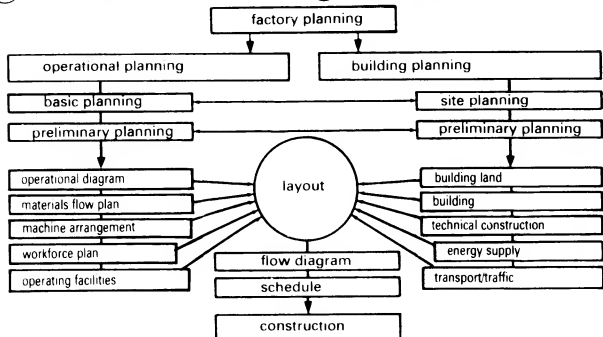 factory planning
operational planning
building planning
basic planning
site planning
preliminary planning
preliminary planning
operational diagram
materials flow plan
machine arrangement
workforce plan
operating facilities
layout
building land
building
technical construction
energy supply
transport/traffic
flow diagram
schedule
construction